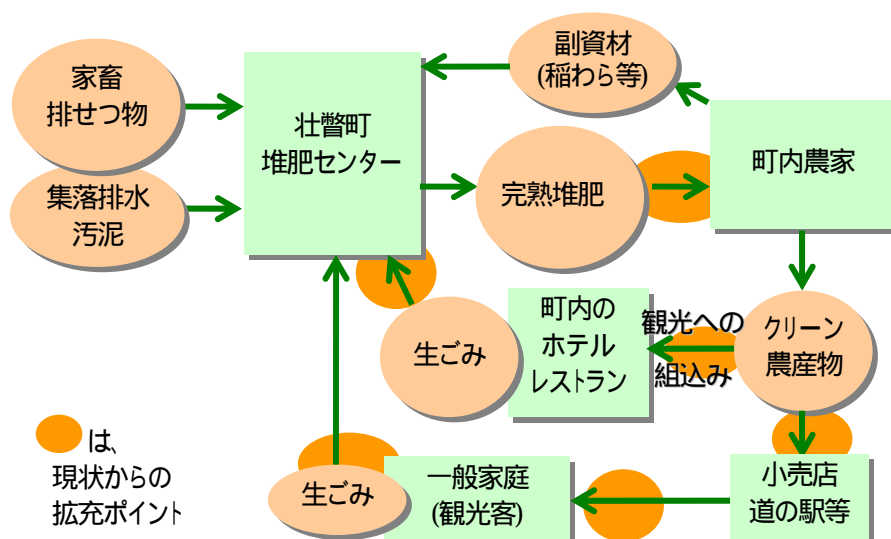 副資材
(稲わら等)
家畜
排せつ物
壮瞥町
堆肥センター
町内農家
完熟堆肥
集落排水
汚泥
町内の
ホテル
レストラン
観光への
組込み
クリーン
農産物
生ごみ
は、
現状からの
拡充ポイント
生ごみ
一般家庭
(観光客)
小売店
道の駅等